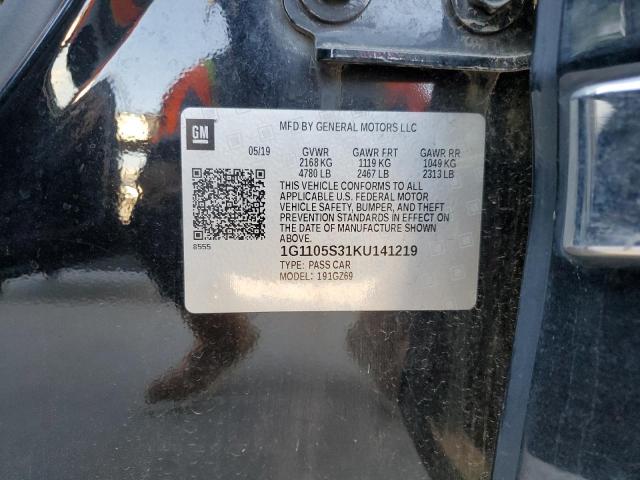 GM
MFD BY GENERAL MOTORS LLC
05/19 GVWR GAWR FRT GAWR RR
2168 KG 1119 KG 1049 KG
4780 LB 2467 LB 2313 LB
THIS VEHICLE CONFORMS TO ALL
APPLICABLE U.S. FEDERAL MOTOR
VEHICLE SAFETY, BUMPER, AND THEFT
PREVENTION STANDARDS IN EFFECT ON
THE DATE OF MANUFACTURE SHOWN
ABOVE.
8555
1G1105S31KU141219
TYPE: PASS CAR
MODEL: 191GZ69